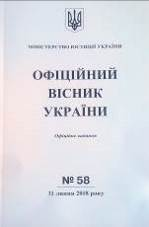 МІНІСТЕРСТВО ЮСТИЦІЇ УКРАЇНИ
ОФІЦІЙНИЙ
ВІСНИК
УКРАЇНИ
Офіційне видання
№ 58
31 липня 2018 року